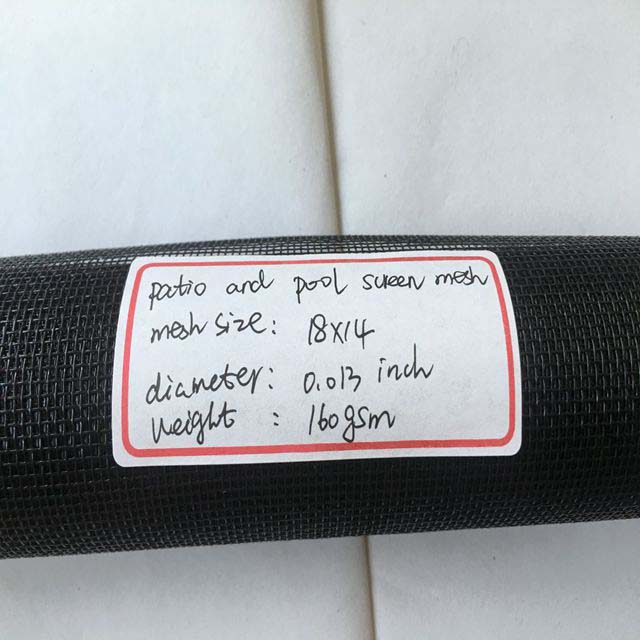 patio and pool screen mesh
mesh size: 18X14
diameter: 0.013 inch
weight : 160gsm